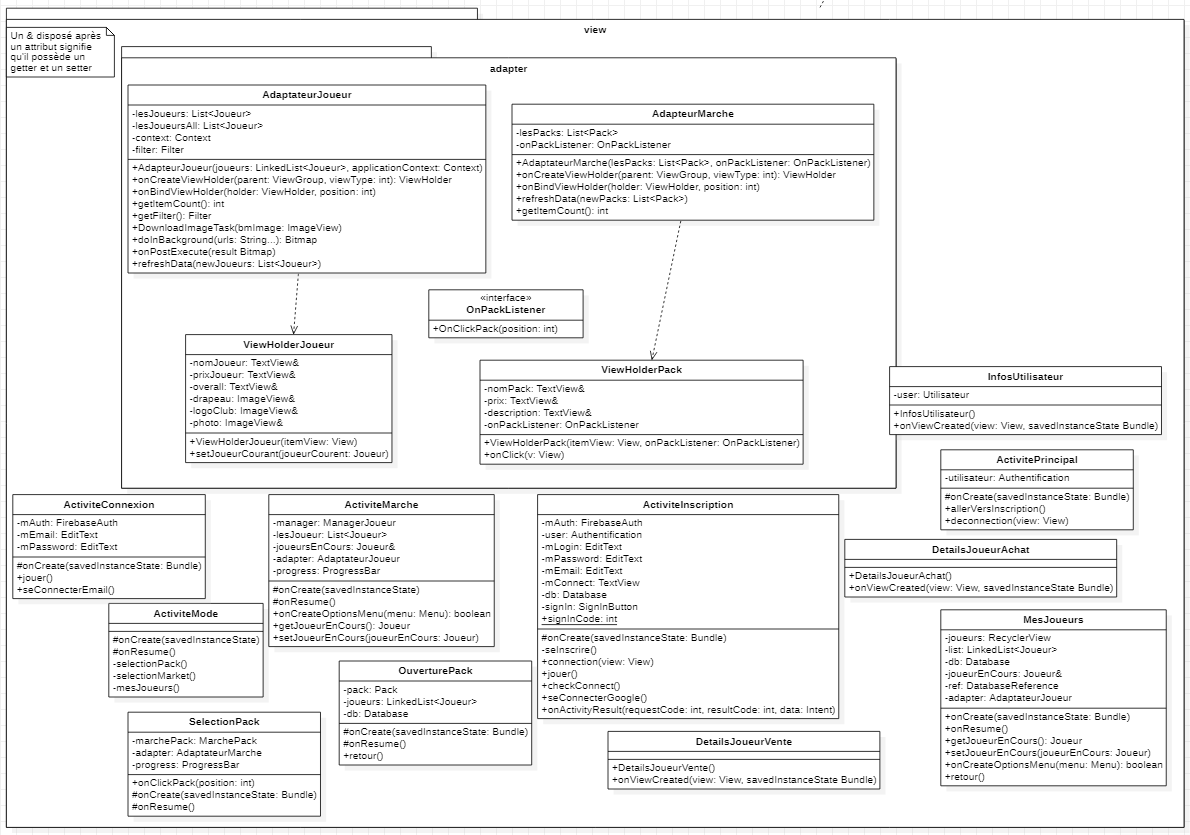 view
Un & disposé après
un attribut signifie
qu'il possède un
getter et un setter
adapter
AdaptateurJoueur
-lesJoueurs: List<Joueur>
-lesJoueursAll: List<Joueur>
-context: Context
-filter: Filter
+AdapteurJoueur(joueurs: LinkedList<Joueur>, applicationContext: Context)
+onCreateViewHolder(parent: ViewGroup, viewType: int): ViewHolder
+onBindViewHolder(holder: ViewHolder, position: int)
+getItemCount(): int
+getFilter(): Filter
+DownloadImageTask(bmImage: ImageView)
+doInBackground(urls: String...): Bitmap
+onPostExecute(result Bitmap)
+refreshData(newJoueurs: List<Joueur>)
AdapteurMarche
-lesPacks: List<Pack>
-onPackListener: OnPackListener
+AdaptateurMarche(lesPacks: List<Pack>, onPackListener: OnPackListener)
+onCreateViewHolder(parent: ViewGroup, viewType: int): ViewHolder
+onBindViewHolder(holder: ViewHolder, position: int)
+refreshData(newPacks: List<Pack>)
+getItemCount(): int
«interface»
OnPackListener
+OnClickPack(position: int)
ViewHolderJoueur
-nomJoueur: TextView&
-prixJoueur: TextView&
-overall: TextView&
-drapeau: ImageView&
-logoClub: ImageView&
-photo: ImageView&
+ViewHolderJoueur(itemView: View)
+setJoueurCourant(joueurCourent: Joueur)
ViewHolderPack
-nomPack: TextView&
-prix: TextView&
-description: TextView&
-onPackListener: OnPackListener
+ViewHolderPack(itemView: View, onPackListener: OnPackListener)
+onClick(v: View)
InfosUtilisateur
-user: Utilisateur
+InfosUtilisateur()
+onViewCreated(view: View, savedInstanceState Bundle)
ActivitePrincipal
-utilisateur: Authentification
#onCreate(savedInstanceState: Bundle)
+allerVersInscription()
+deconnection(view: View)
ActiviteConnexion
-mAuth: FirebaseAuth
-mEmail: EditText
-mPassword: EditText
#onCreate(savedInstanceState: Bundle)
+jouer()
+seConnecterEmail()
ActiviteMarche
-manager: ManagerJoueur
-lesJoueur: List<Joueur>
-joueursEnCours: Joueur&
-adapter: AdaptateurJoueur
-progress: ProgressBar
#onCreate(savedInstanceState)
#onResume()
+onCreateOptionsMenu(menu: Menu): boolean
+getJoueurEnCours(): Joueur
+setJoueurEnCours(joueurEnCours: Joueur)
ActiviteInscription
-mAuth: FirebaseAuth
-user: Authentification
-mLogin: EditText
-mPassword: EditText
-mEmail: EditText
-mConnect: TextView
-db: Database
-signIn: SignInButton
+signInCode: int
#onCreate(savedInstanceState: Bundle)
-seInscrire()
+connection(view: View)
+jouer()
+checkConnect()
+seConnecterGoogle()
+onActivityResult(requestCode: int, resultCode: int, data: Intent)
DetailsJoueurAchat
+DetailsJoueurAchat()
+onViewCreated(view: View, savedInstanceState Bundle)
ActiviteMode
#onCreate(savedInstanceState)
#onResume()
-selectionPack()
-selectionMarket()
-mesJoueurs()
MesJoueurs
-joueurs: RecyclerView
-list: LinkedList<Joueur>
-db: Database
-joueurEnCours: Joueur&
-ref: DatabaseReference
-adapter: AdaptateurJoueur
+onCreate(savedInstanceState: Bundle)
+onResume()
+getJoueurEnCours(): Joueur
+setJoueurEnCours(joueurEnCours: Joueur)
+onCreateOptionsMenu(menu: Menu): boolean
+retour()
OuverturePack
-pack: Pack
-joueurs: LinkedList<Joueur>
-db: Database
#onCreate(savedInstanceState: Bundle)
#onResume()
+retour()
SelectionPack
-marchePack: MarchePack
-adapter: AdaptateurMarche
-progress: ProgressBar
+onClickPack(position: int)
#onCreate(savedInstanceState: Bundle)
#onResume()
DetailsJoueurVente
+DetailsJoueurVente()
+onViewCreated(view: View, savedInstanceState Bundle)